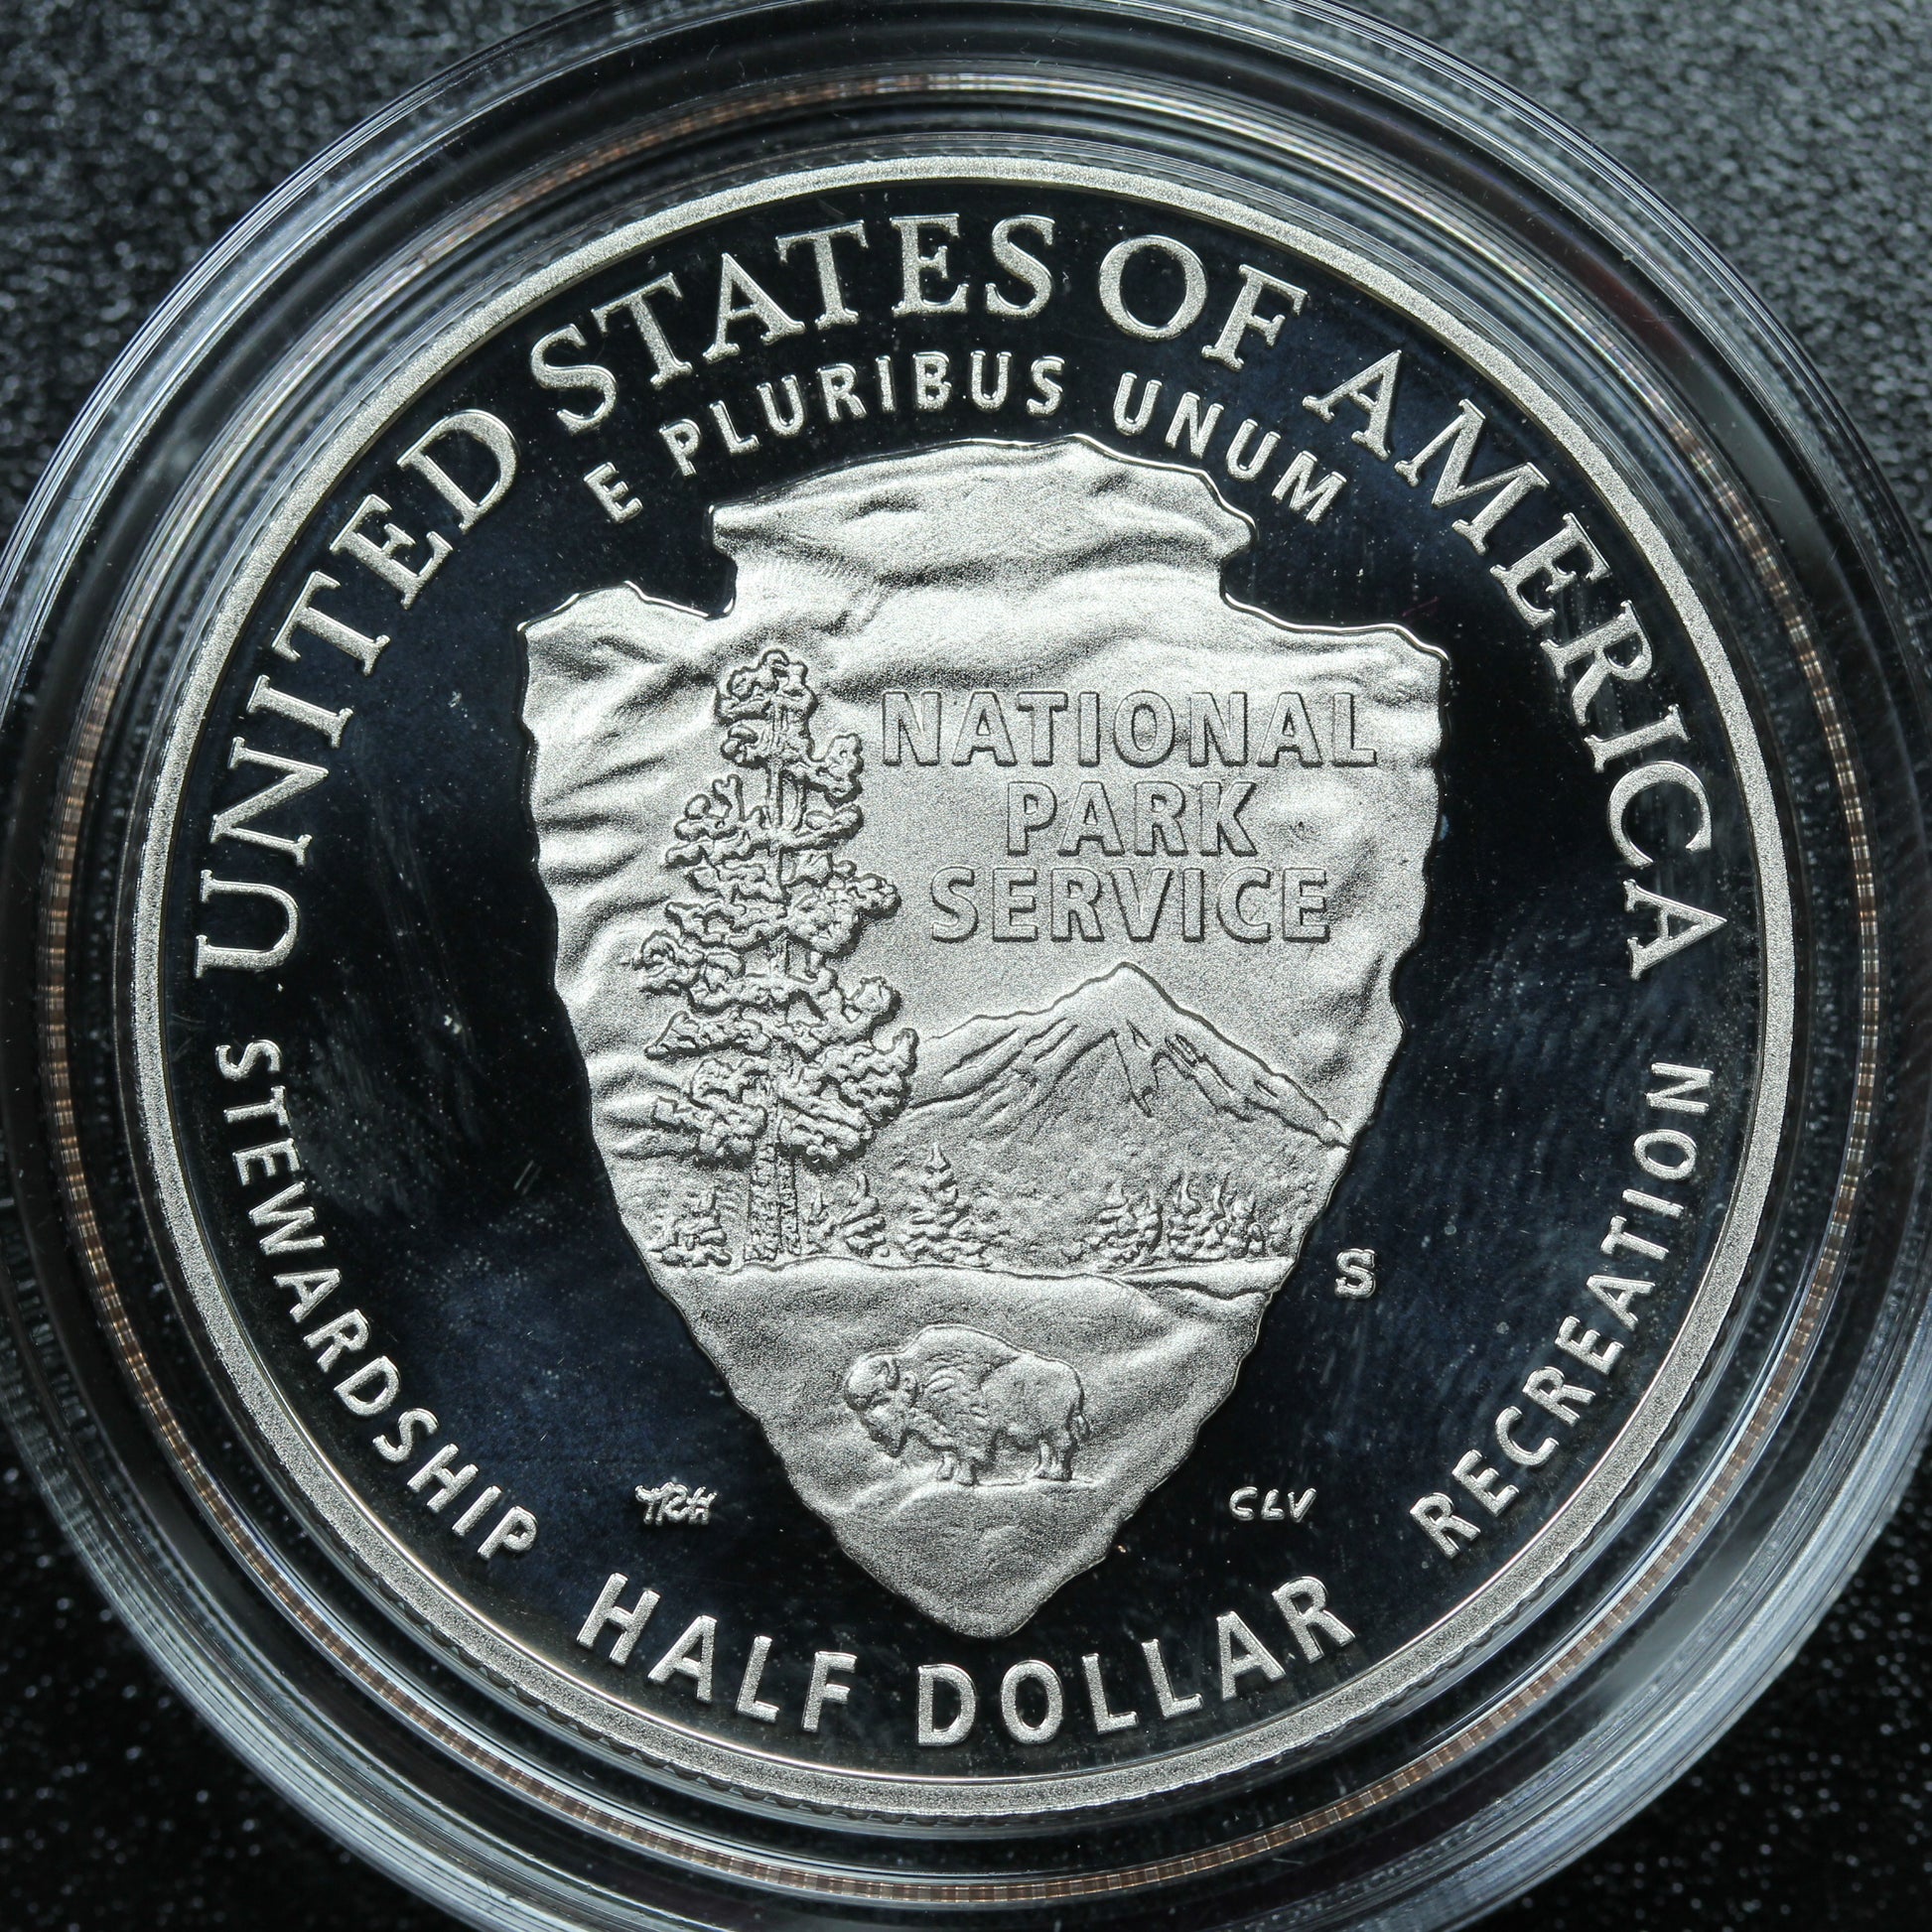 UNITED STATES OF AMERICA
E PLURIBUS UNUM
NATIONAL
PARK
SERVICE
S
STEWARDSHIP
RECREATION
TRH
CLV
HALF DOLLAR